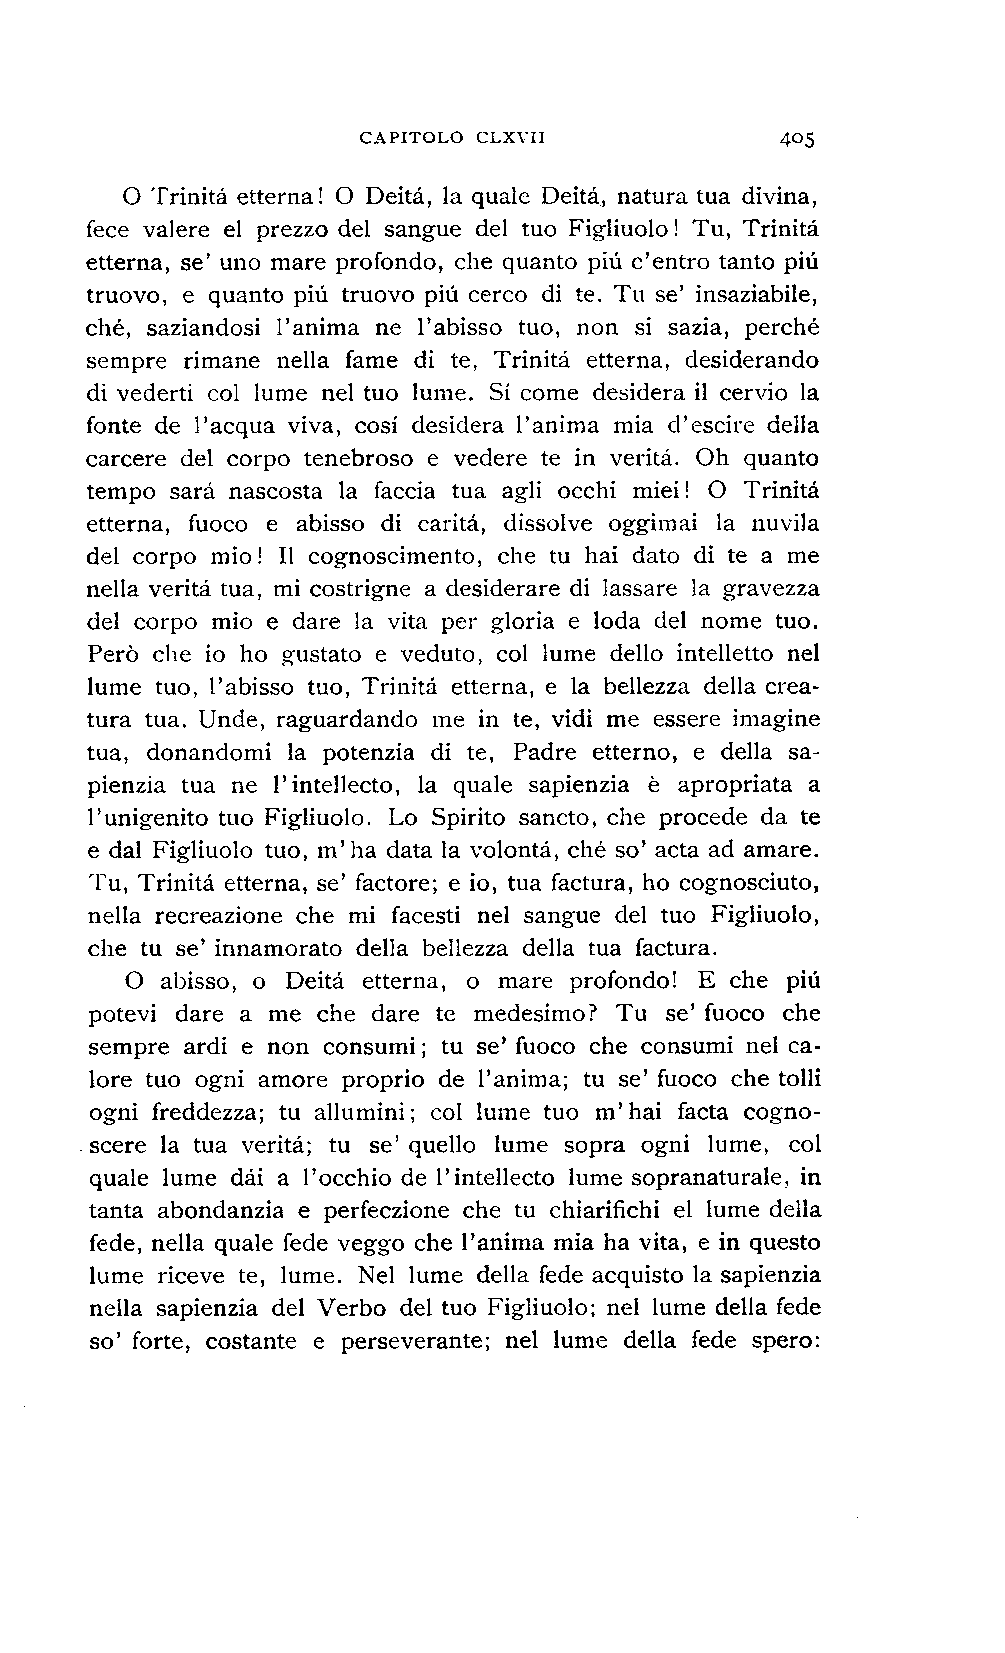 CAPITOLO CLXVII 405
O Trinitá etterna! O Deitá, la quale Deitá, natura tua divina,
fece valere el prezzo del sangue del tuo Figliuolo! Tu, Trinitá
etterna, se' uno mare profondo, che quanto piú c'entro tanto piú
truovo, e quanto piú truovo piú cerco di te. Tu se' insaziabile,
ché, saziandosi l'anima ne l'abisso tuo, non si sazia, perché
sempre rimane nella fame di te, Trinitá etterna, desiderando
di vederti col lume nel tuo lume. Sí come desidera il cervio la
fonte de l'acqua viva, cosí desidera l'anima mia d'escire della
carcere del corpo tenebroso e vedere te in veritá. Oh quanto
tempo sará nascosta la faccia tua agli occhi miei! O Trinitá
etterna, fuoco e abisso di caritá, dissolve oggimai la nuvila
del corpo mio! Il cognoscimento, che tu hai dato di te a me
nella veritá tua, mi costrigne a desiderare di lassare la gravezza
del corpo mio e dare la vita per gloria e loda del nome tuo.
Però che io ho gustato e veduto, col lume dello intelletto nel
lume tuo, l'abisso tuo, Trinitá etterna, e la bellezza della crea-
tura tua. Unde, raguardando me in te, vidi me essere imagine
tua, donandomi la potenzia di te, Padre etterno, e della sa-
pienzia tua ne l'intellecto, la quale sapienzia è apropriata a
l'unigenito tuo Figliuolo. Lo Spirito sancto, che procede da te
e dal Figliuolo tuo, m'ha data la volontá, ché so' acta ad amare.
Tu, Trinitá etterna, se' factore; e io, tua factura, ho cognosciuto,
nella recreazione che mi facesti nel sangue del tuo Figliuolo,
che tu se' innamorato della bellezza della tua factura.
O abisso, o Deitá etterna, o mare profondo! E che piú
potevi dare a me che dare te medesimo? Tu se' fuoco che
sempre ardi e non consumi; tu se' fuoco che consumi nel ca-
lore tuo ogni amore proprio de l'anima; tu se' fuoco che tolli
ogni freddezza; tu allumini; col lume tuo m'hai facta cogno-
scere la tua veritá; tu se' quello lume sopra ogni lume, col
quale lume dái a l'occhio de l'intellecto lume sopranaturale, in
tanta abondanzia e perfeczione che tu chiarifichi el lume della
fede, nella quale fede veggo che l'anima mia ha vita, e in questo
lume riceve te, lume. Nel lume della fede acquisto la sapienzia
nella sapienzia del Verbo del tuo Figliuolo; nel lume della fede
so' forte, costante e perseverante; nel lume della fede spero: